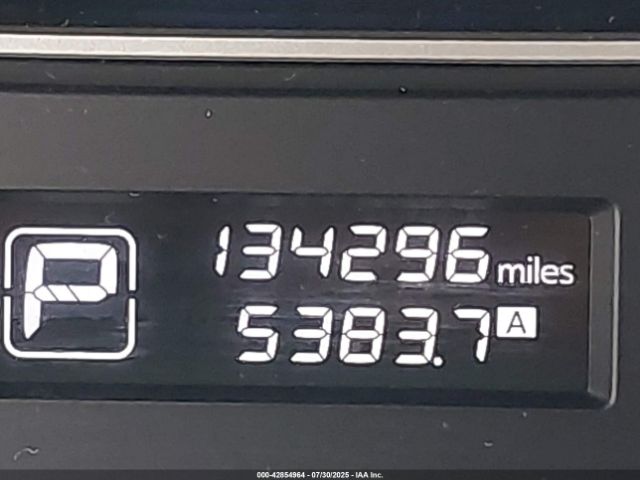 P
134296 miles
5383.7 A
000-42854964 - 07/30/2025 - IAA Inc.